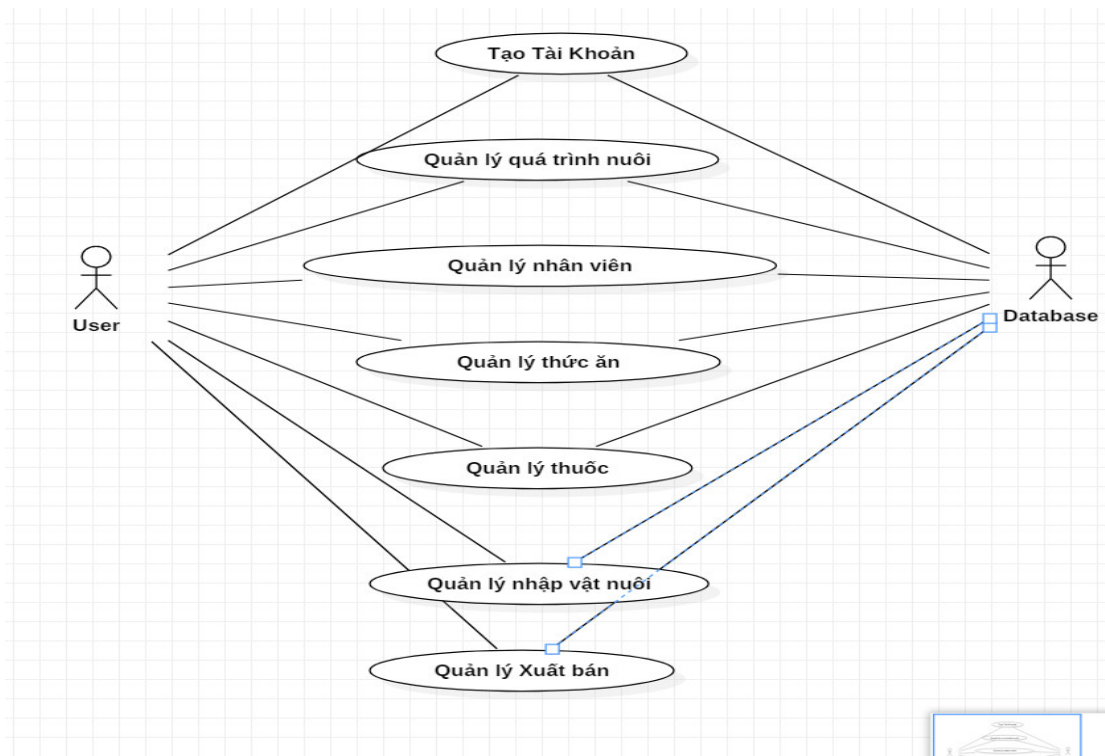 Tạo Tài Khoản
Quản lý quá trình nuôi
Quản lý nhân viên
User
Database
Quản lý thức ăn
Quản lý thuốc
Quản lý nhập vật nuôi
Quản lý Xuất bán